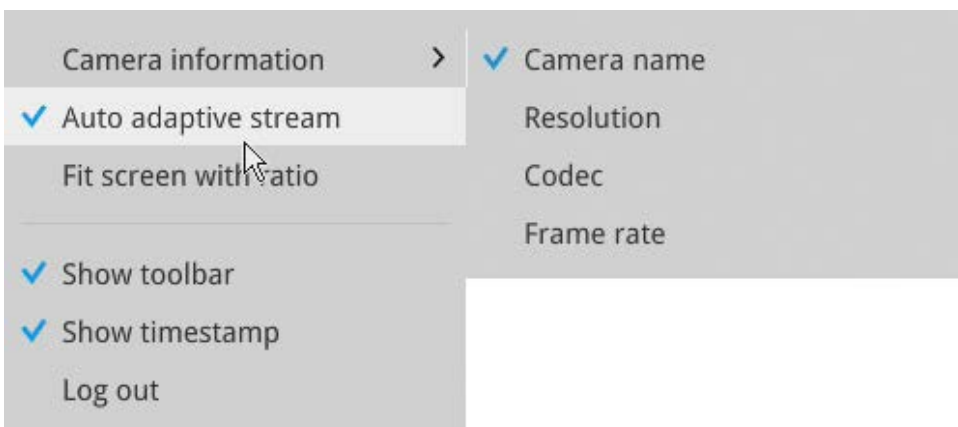 Camera information
Auto adaptive stream
Fit screen with ratio
Show toolbar
Show timestamp
Log out
Camera name
Resolution
Codec
Frame rate